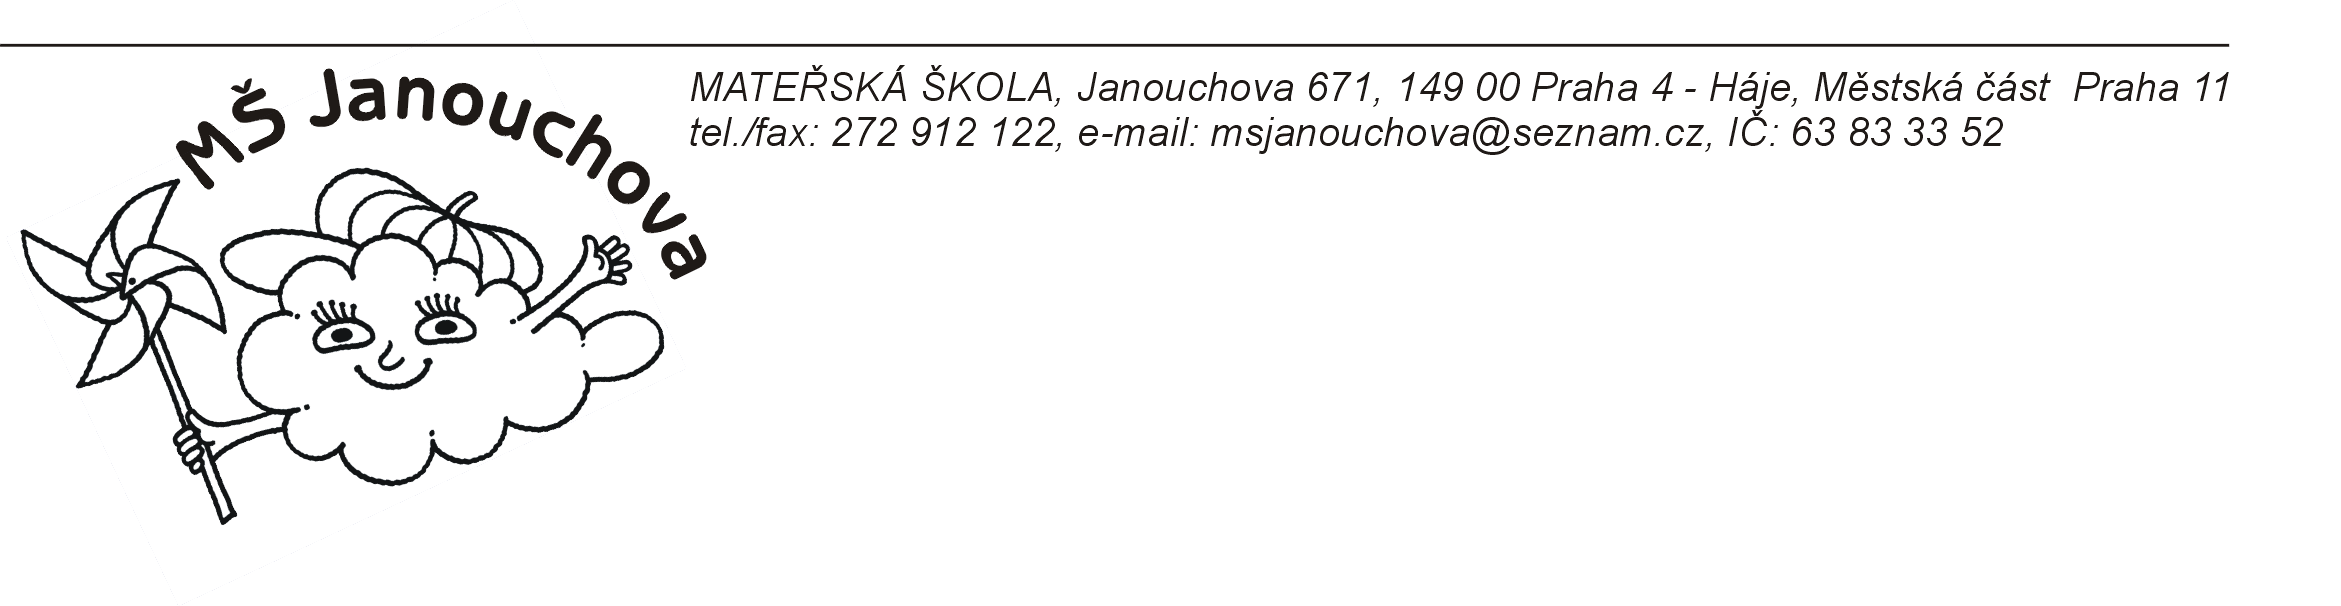 MŠ Janouchova
MATEŘSKÁ ŠKOLA, Janouchova 671, 149 00 Praha 4 - Háje, Městská část  Praha 11
tel./fax: 272 912 122, e-mail: msjanouchova@seznam.cz, IČ: 63 83 33 52